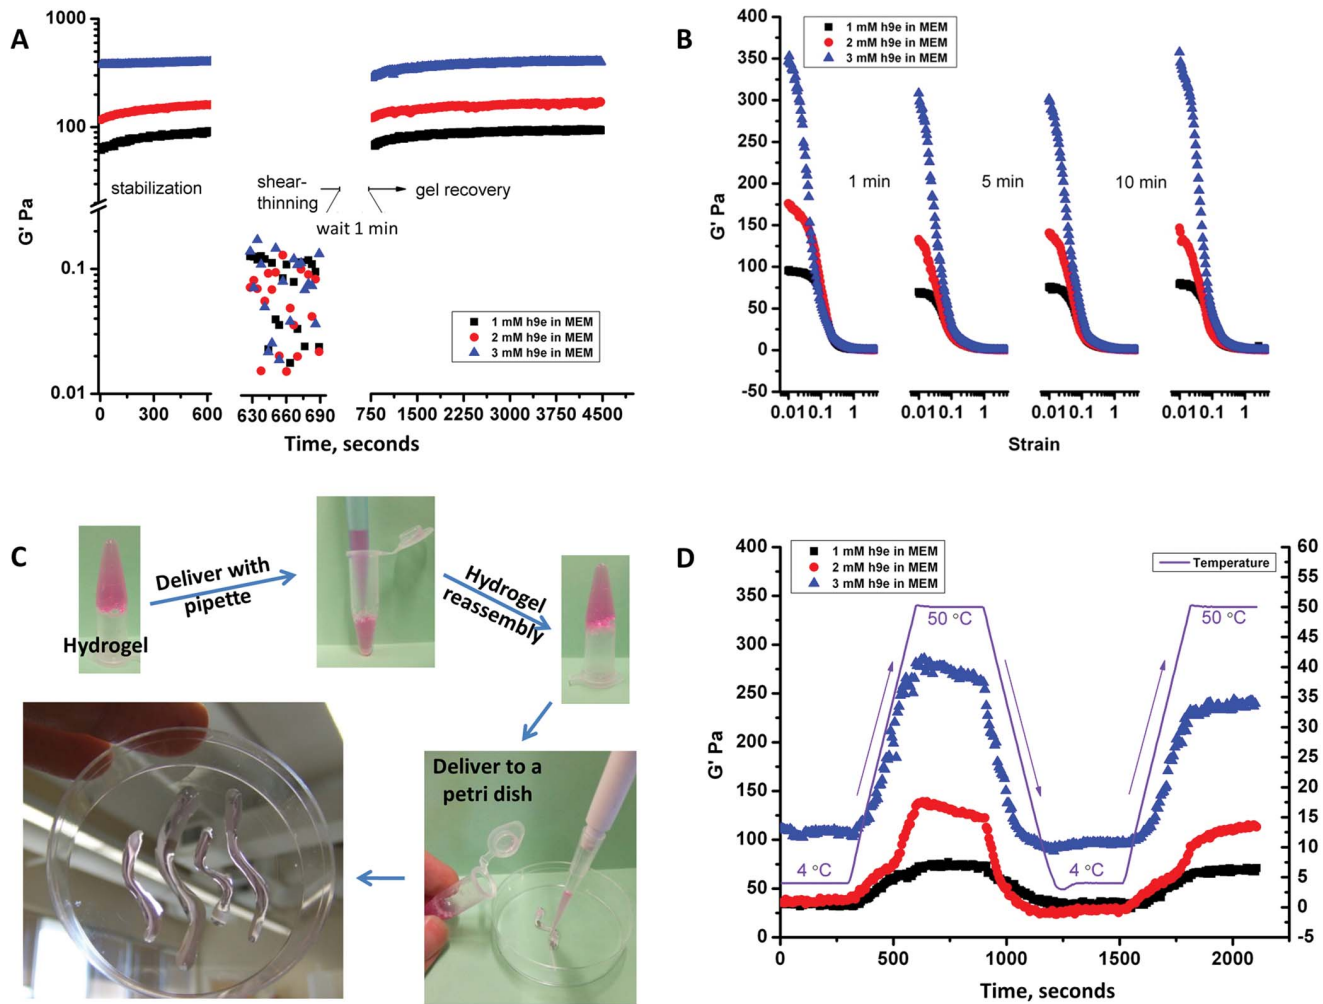 A
1000
100
0.1
0.01
G' Pa
stabilization
shear-
thinning
wait 1 min
gel recovery
1 mM h9e in MEM
2 mM h9e in MEM
3 mM h9e in MEM
0 300 600 630 660 690 750 1500 2250 3000 3750 4500
Time, seconds
B
400
350
300
250
200
150
100
50
0
-50
G' Pa
1 mM h9e in MEM
2 mM h9e in MEM
3 mM h9e in MEM
1 min 5 min 10 min
0.01 0.1 1 0.01 0.1 1 0.01 0.1 1 0.01 0.1 1
Strain
C
Hydrogel
Deliver with
pipette
Hydrogel
reassembly
Deliver to a
petri dish
D
400
350
300
250
200
150
100
50
0
G' Pa
1 mM h9e in MEM
2 mM h9e in MEM
3 mM h9e in MEM
Temperature
50 °C
50 °C
4 °C
4 °C
60
55
50
45
40
35
30
25
20
15
10
5
0
-5
0 500 1000 1500 2000
Time, seconds